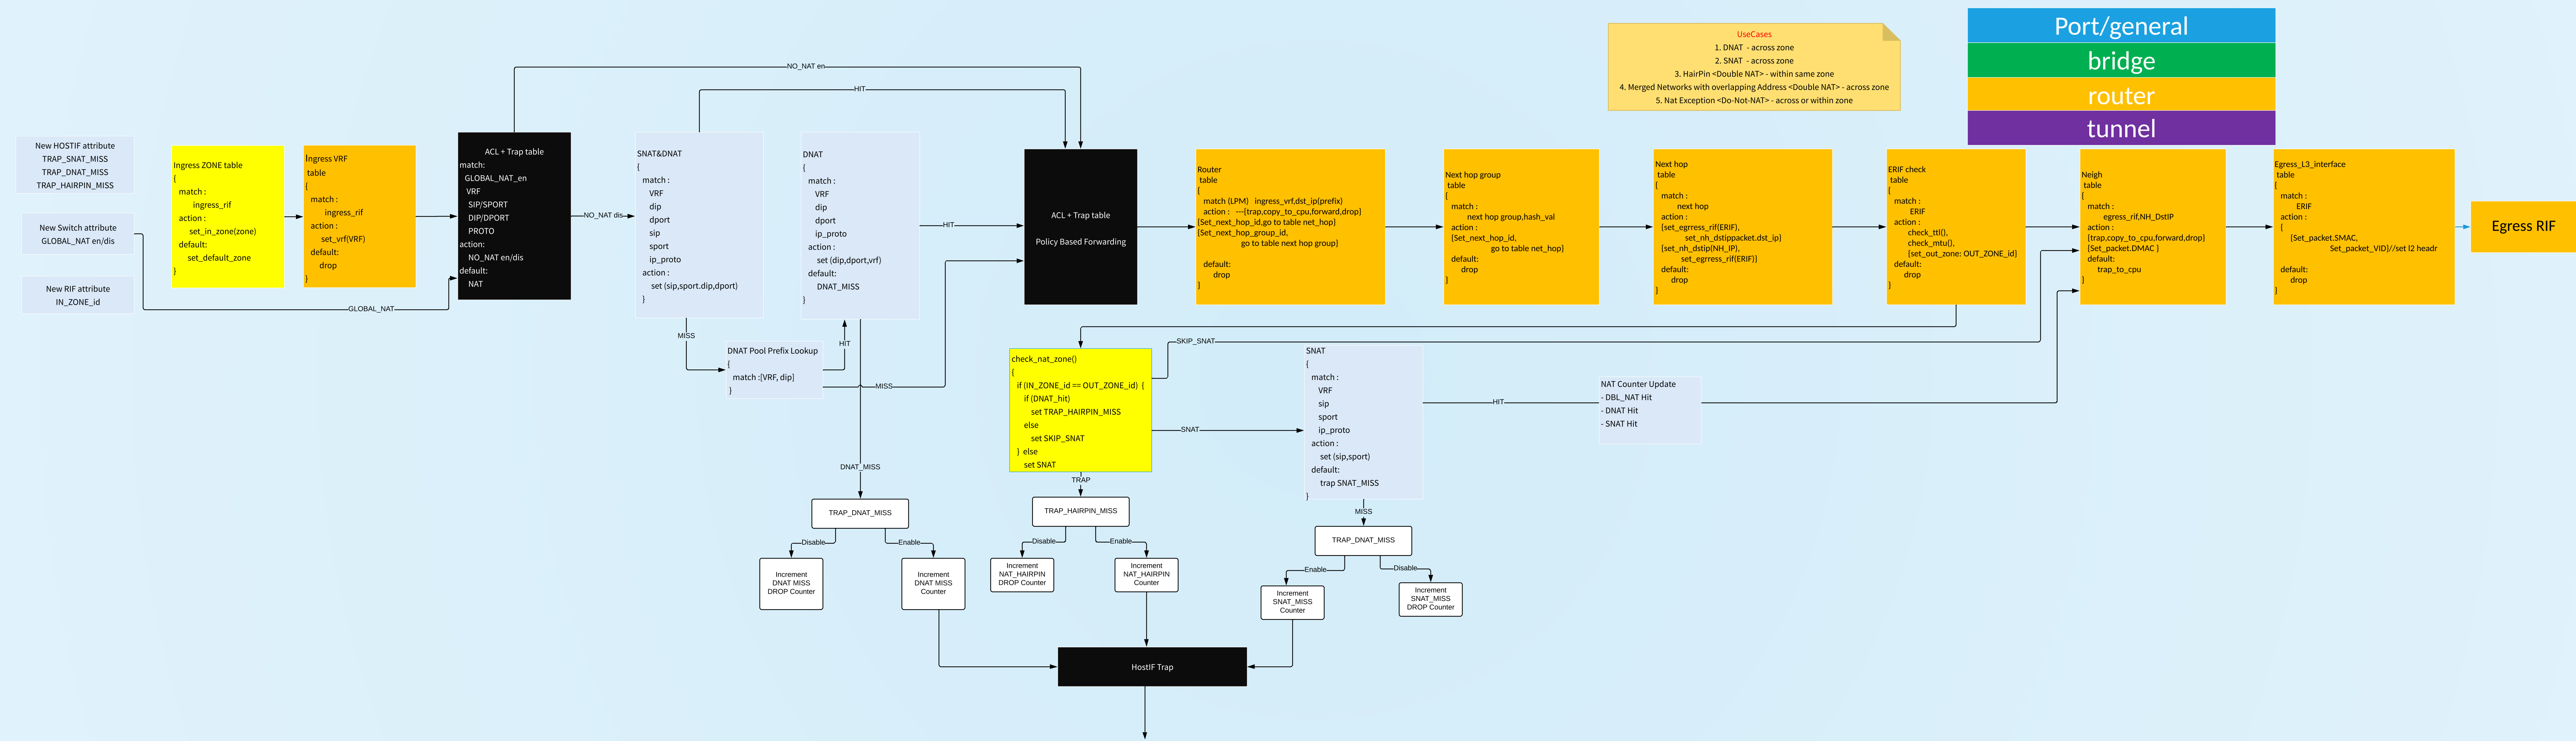 Port/general
bridge
router
tunnel
UseCases
1. DNAT - across zone
2. SNAT - across zone
3. HairPin <Double NAT> - within same zone
4. Merged Networks with overlapping Address <Double NAT> - across zone
5. Nat Exception <Do-Not-NAT> - across or within zone
New HOSTIF attribute
TRAP_SNAT_MISS
TRAP_DNAT_MISS
TRAP_HAIRPIN_MISS
New Switch attribute
GLOBAL_NAT en/dis
New RIF attribute
IN_ZONE_id
GLOBAL_NAT
Ingress ZONE table
{
match :
ingress_rif
action :
set_in_zone(zone)
default:
set_default_zone
}
Ingress VRF
table
{
match :
ingress_rif
action :
set_vrf(VRF)
default:
drop
}
ACL + Trap table
match:
GLOBAL_NAT_en
VRF
SIP/SPORT
DIP/DPORT
PROTO
action:
NO_NAT en/dis
default:
NAT
NO_NAT en
HIT
NO_NAT dis
SNAT&DNAT
{
match :
VRF
dip
dport
sip
sport
ip_proto
action :
set (sip,sport.dip,dport)
}
MISS
DNAT Pool Prefix Lookup
{
match :[VRF, dip]
}
HIT
MISS
DNAT
{
match :
VRF
dip
dport
ip_proto
action :
set (dip,dport,vrf)
default:
DNAT_MISS
}
HIT
DNAT_MISS
ACL + Trap table
Policy Based Forwarding
Router
table
{
match (LPM) ingress_vrf,dst_ip(prefix)
action : ---{trap,copy_to_cpu,forward,drop}
[Set_next_hop_id,go to table net_hop}
[Set_next_hop_group_id,
go to table next hop group]
default:
drop
}
Next hop group
table
{
match :
next hop group,hash_val
action :
[Set_next_hop_id,
go to table net_hop}
default:
drop
}
Next hop
table
{
match :
next hop
action :
[set_egrress_rif(ERIF),
set_nh_dstippacket.dst_ip}
[set_nh_dstip(NH_IP),
set_egrress_rif(ERIF)]
default:
drop
}
ERIF check
table
{
match :
ERIF
action :
check_ttl(),
check_mtu(),
[set_out_zone: OUT_ZONE_id]
default:
drop
}
Neigh
table
{
match :
egress_rif,NH_DstIP
action :
{trap,copy_to_cpu,forward,drop}
[Set_packet.DMAC ]
default:
trap_to_cpu
}
Egress_L3_interface
table
{
match :
ERIF
action :
{
[Set_packet.SMAC,
Set_packet_VID]//set l2 headr
default:
drop
}
Egress RIF
check_nat_zone()
{
if (IN_ZONE_id == OUT_ZONE_id) {
if (DNAT_hit)
set TRAP_HAIRPIN_MISS
else
set SKIP_SNAT
} else
set SNAT
SKIP_SNAT
SNAT
TRAP
SNAT
{
match :
VRF
sip
sport
ip_proto
action :
set (sip,sport)
default:
trap SNAT_MISS
}
HIT
MISS
NAT Counter Update
- DBL_NAT Hit
- DNAT Hit
- SNAT Hit
TRAP_DNAT_MISS
Disable
Enable
Increment
DNAT MISS
DROP Counter
Increment
DNAT MISS
Counter
TRAP_HAIRPIN_MISS
Disable
Enable
Increment
NAT_HAIRPIN
DROP Counter
Increment
NAT_HAIRPIN
Counter
TRAP_DNAT_MISS
Enable
Disable
Increment
SNAT_MISS
Counter
Increment
SNAT_MISS
DROP Counter
HostIF Trap